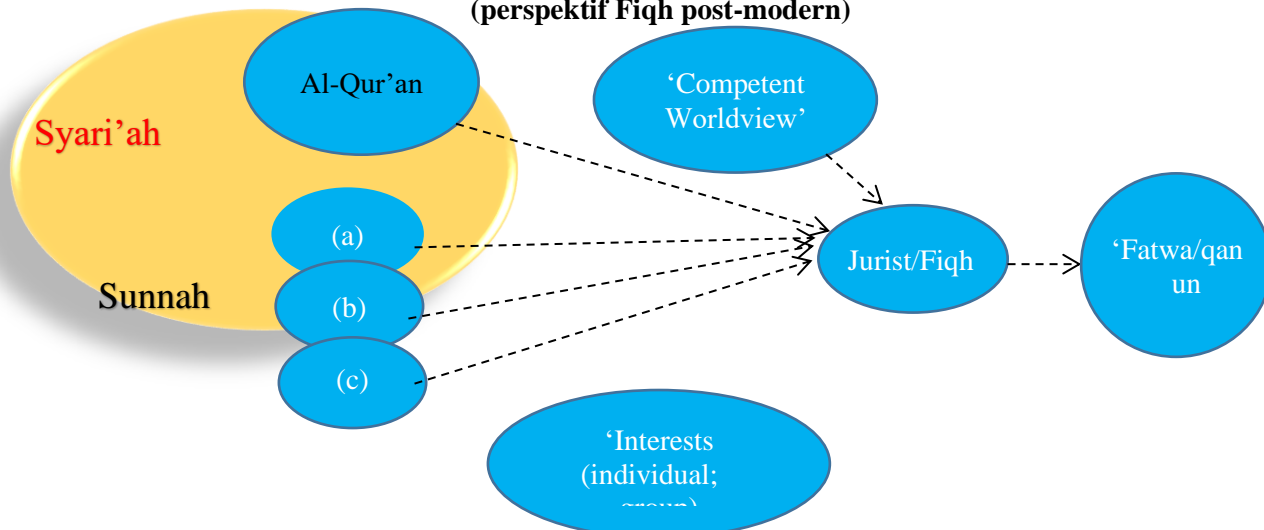 (perspektif Fiqh post-modern)
Al-Qur’an
‘Competent
Worldview’
Syari’ah
(a)
Sunnah
(b)
(c)
Jurist/Fiqh
‘Fatwa/qan
un
‘Interests
(individual;